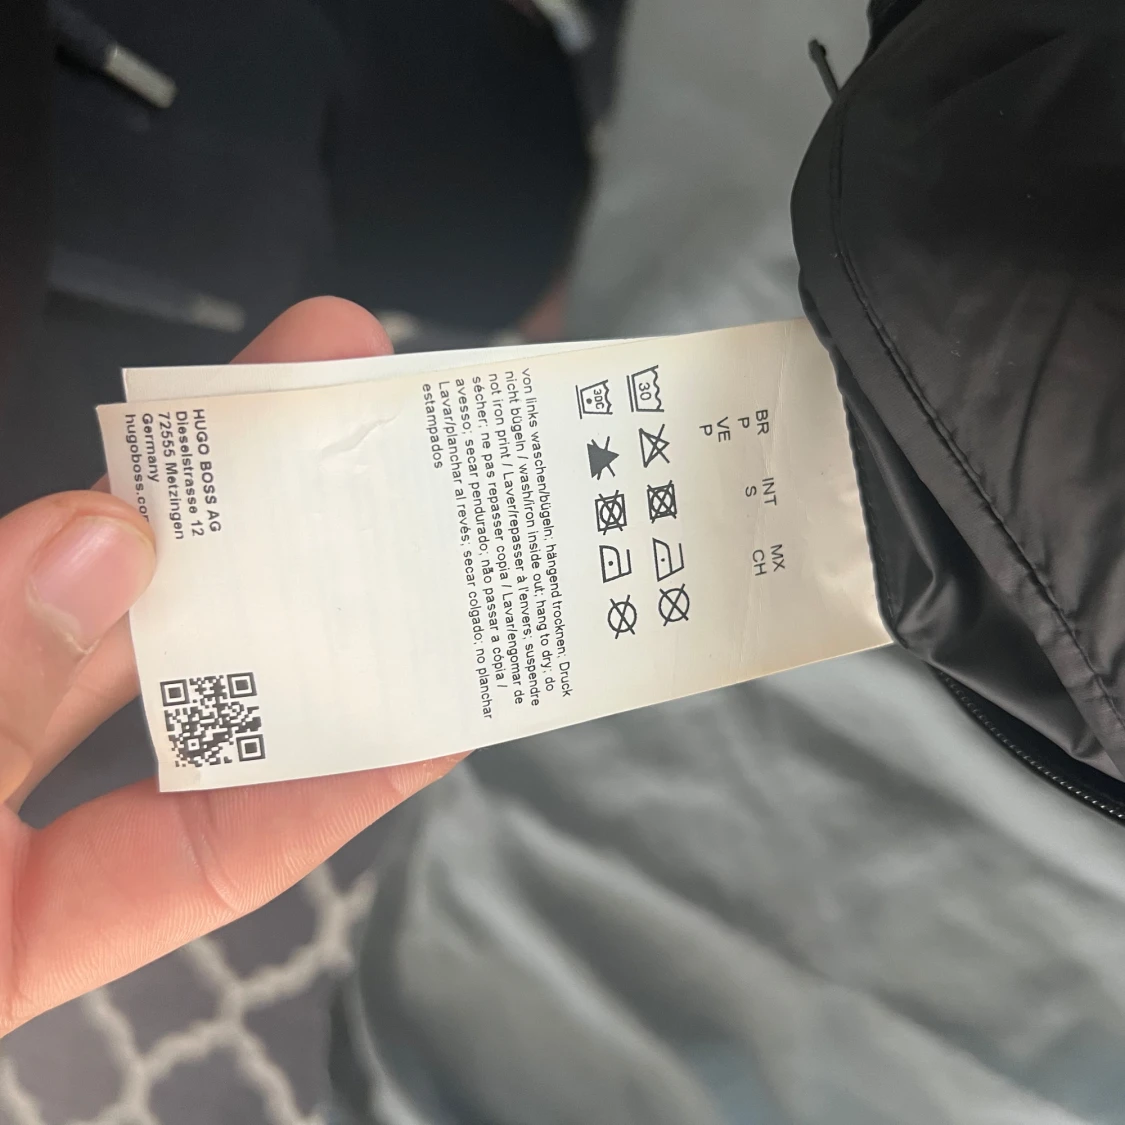 BR INT MX
P S CH
VE
P
30
30C
von links waschen/bügeln; hängend trocknen; Druck
nicht bügeln / wash/iron inside out; hang to dry; do
not iron print / Laver/repasser à l'envers; suspendre
sécher; ne pas repasser copia / Lavar/engomar de
avesso; secar pendurado; não passar a cópia /
Lavar/planchar al revés; secar colgado; no planchar
estampados
HUGO BOSS AG
Dieselstrasse 12
72555 Metzingen
Germany
hugoboss.co